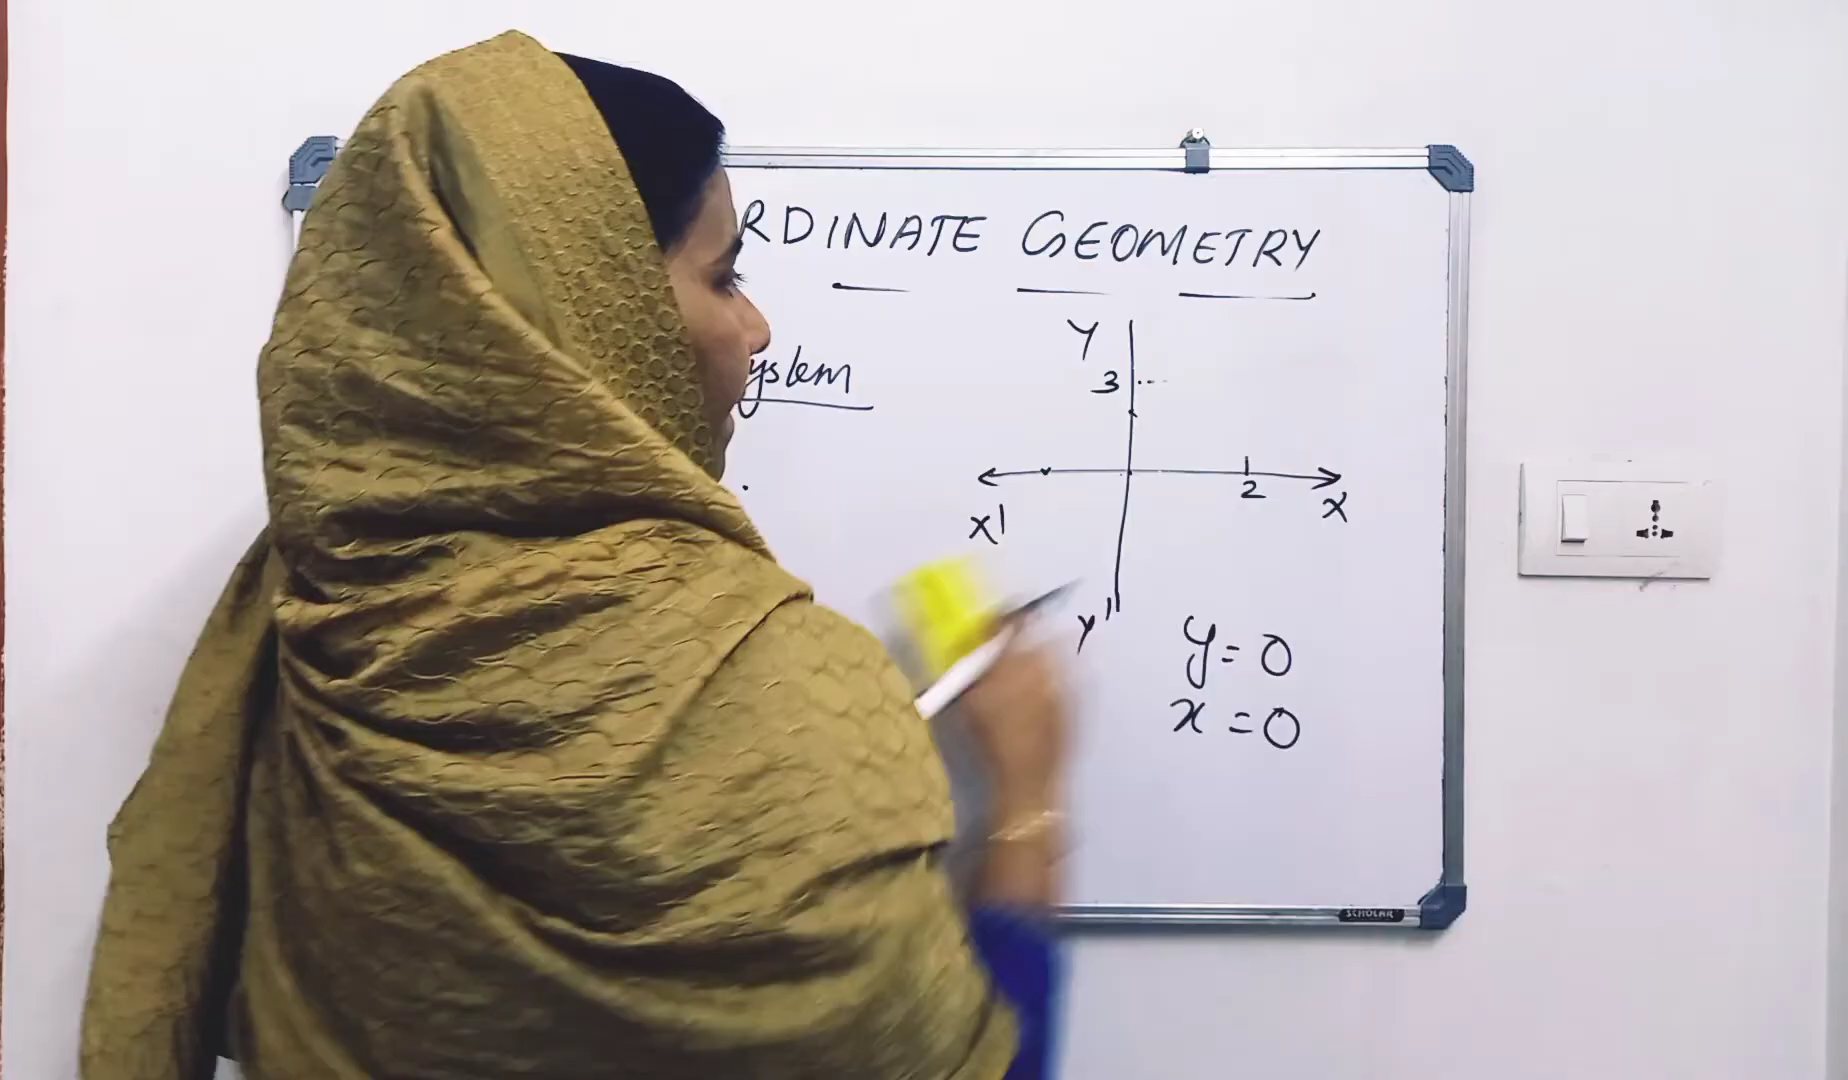 RDINATE GEOMETRY
ystem
Y
3
2
X' X
Y'
y = 0
x = 0
SCHOLAR